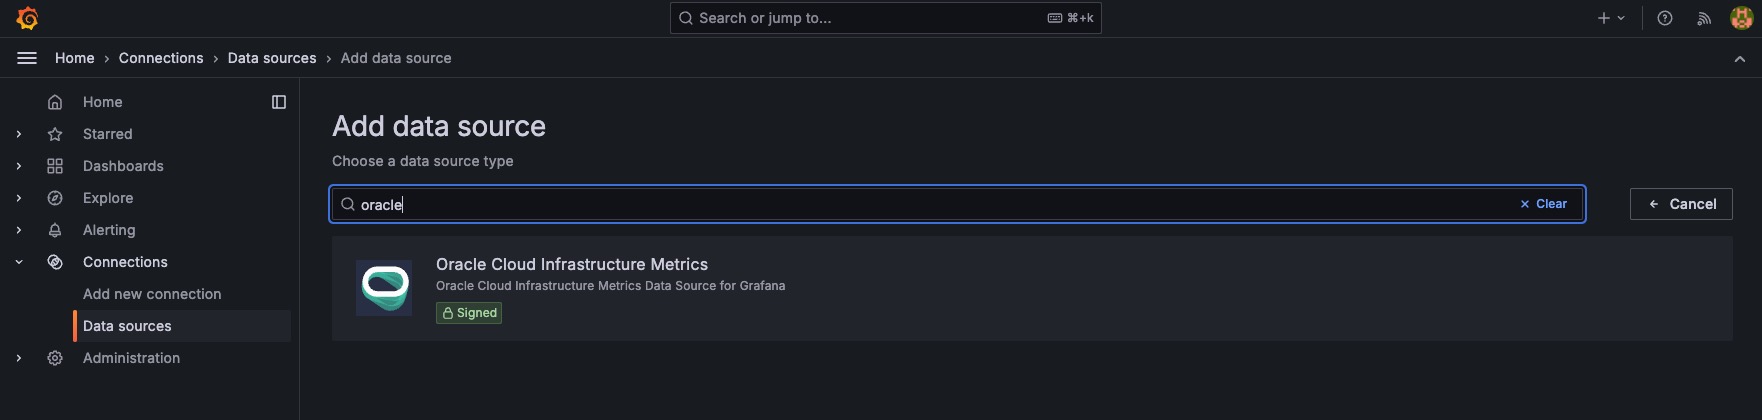 Search or jump to...
⌘+k
Home > Connections > Data sources > Add data source
Home
Starred
Dashboards
Explore
Alerting
Connections
Add new connection
Data sources
Administration
Add data source
Choose a data source type
oracle
Clear
Cancel
Oracle Cloud Infrastructure Metrics
Oracle Cloud Infrastructure Metrics Data Source for Grafana
Signed